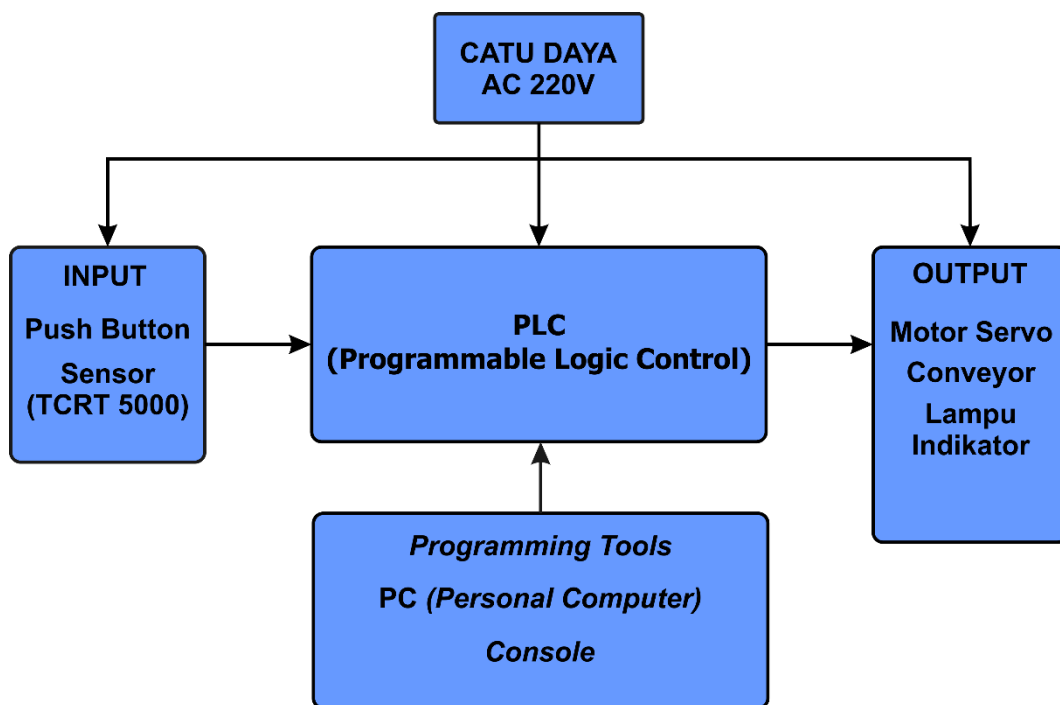 CATU DAYA
AC 220V
INPUT
Push Button
Sensor
(TCRT 5000)
PLC
(Programmable Logic Control)
OUTPUT
Motor Servo
Conveyor
Lampu
Indikator
Programming Tools
PC (Personal Computer)
Console